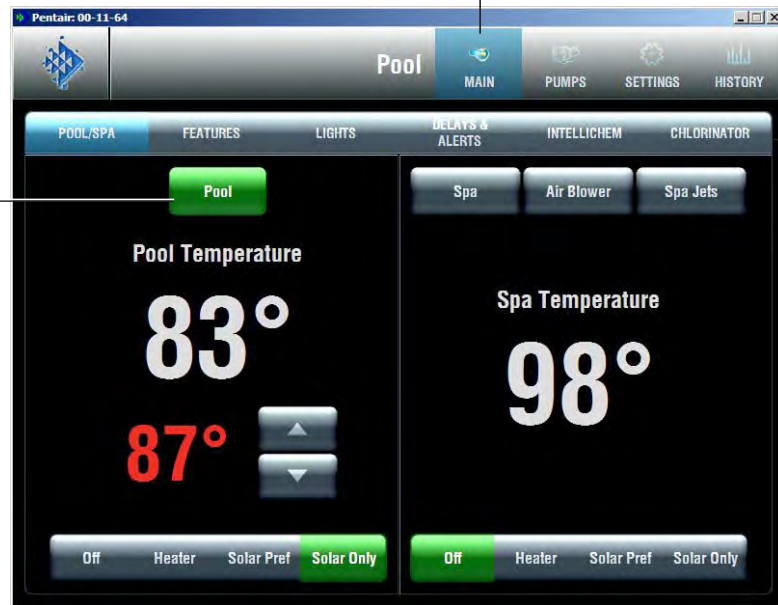 Pentair: 00-11-64
Pool
MAIN
PUMPS
SETTINGS
HISTORY
POOL/SPA
FEATURES
LIGHTS
DELAYS &
ALERTS
INTELLICHEM
CHLORINATOR
Pool
Pool Temperature
83°
87°
Off
Heater
Solar Pref
Solar Only
Spa
Air Blower
Spa Jets
Spa Temperature
98°
Off
Heater
Solar Pref
Solar Only